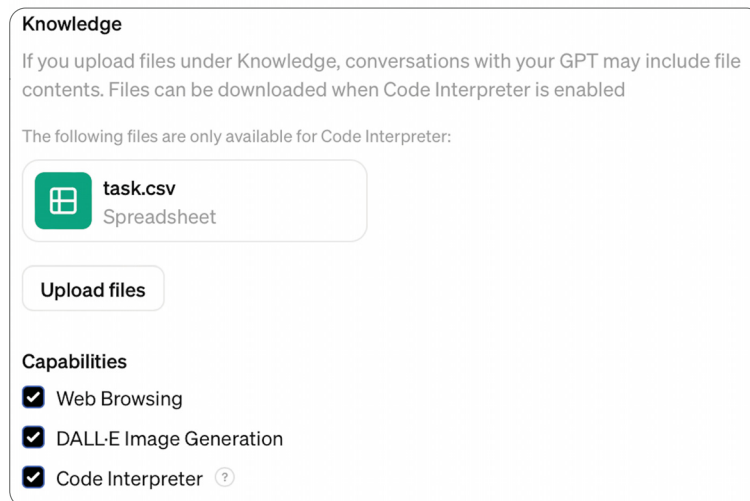 Knowledge
If you upload files under Knowledge, conversations with your GPT may include file
contents. Files can be downloaded when Code Interpreter is enabled
The following files are only available for Code Interpreter:
task.csv
Spreadsheet
Upload files
Capabilities
Web Browsing
DALL·E Image Generation
Code Interpreter ?